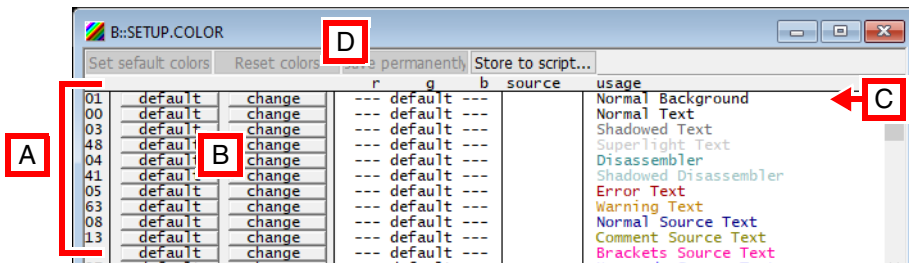 B::SETUP.COLOR
D
Set sefault colors Reset colors save permanently Store to script...
r g b source usage
01 default change --- default --- Normal Background
C
00 default change --- default --- Normal Text
03 default change --- default --- Shadowed Text
48 default change --- default --- Superlight Text
A
B
04 default change --- default --- Disassembler
41 default change --- default --- Shadowed Disassembler
05 default change --- default --- Error Text
63 default change --- default --- Warning Text
08 default change --- default --- Normal Source Text
13 default change --- default --- Comment Source Text
default change --- default --- Brackets Source Text